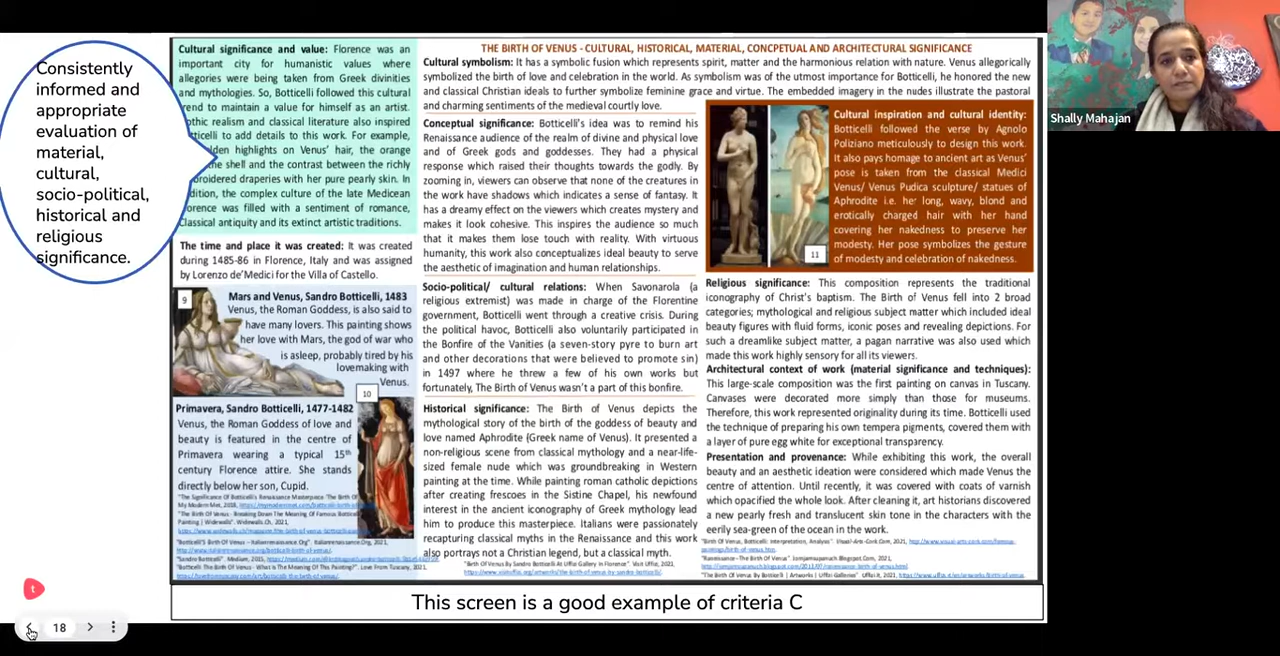 Consistently
informed and
appropriate
evaluation of
material,
cultural,
socio-political,
historical and
religious
significance.
Cultural significance and value: Florence was an
important city for humanistic values where
allegories were being taken from Greek divinities
and mythologies. So, Botticelli followed this cultural
trend to maintain a value for himself as an artist.
realism and classical literature also inspired
to add details to this work. For example,
highlights on Venus' hair, the orange
the shell and the contrast between the richly
draperies with her pure pearly skin. In
the complex culture of the late Medicean
was filled with a sentiment of romance,
Classical antiquity and its extinct artistic traditions.
The time and place it was created: It was created
during 1485-86 in Florence, Italy and was assigned
by Lorenzo de'Medici for the Villa of Castello.
9
Mars and Venus, Sandro Botticelli, 1483
Venus, the Roman Goddess, is also said to
have many lovers. This painting shows
her love with Mars, the god of war who
is asleep, probably tired by his
lovemaking with
Venus.
10
Primavera, Sandro Botticelli, 1477-1482
Venus, the Roman Goddess of love and
beauty is featured in the centre of
Primavera wearing a typical 15th
century Florence attire. She stands
directly below her son, Cupid.
THE BIRTH OF VENUS - CULTURAL, HISTORICAL, MATERIAL, CONCPETUAL AND ARCHITECTURAL SIGNIFICANCE
Cultural symbolism: It has a symbolic fusion which represents spirit, matter and the harmonious relation with nature. Venus allegorically
symbolized the birth of love and celebration in the world. As symbolism was of the utmost importance for Botticelli, he honored the new
and classical Christian ideals to further symbolize feminine grace and virtue. The embedded imagery in the nudes illustrate the pastoral
and charming sentiments of the medieval courtly love.
Conceptual significance: Botticeli's idea was to remind his
Renaissance audience of the realm of divine and physical love
and of Greek gods and goddesses. They had a physical
response which raised their thoughts towards the godly. By
zooming in, viewers can observe that none of the creatures in
the work have shadows which indicates a sense of fantasy. It
has a dreamy effect on the viewers which creates mystery and
makes it look cohesive. This inspires the audience so much
that it makes them lose touch with reality. With virtuous
humanity, this work also conceptualizes ideal beauty to serve
the aesthetic of imagination and human relationships.
Socio-political/ cultural relations: When Savonarola (a
religious extremist) was made in charge of the Florentine
government, Botticelli went through a creative crisis. During
the political havoc, Botticelli also voluntarily participated in
the Bonfire of the Vanities (a seven-story pyre to burn art
and other decorations that were believed to promote sin)
in 1497 where he threw a few of his own works but
fortunately, The Birth of Venus wasn't a part of this bonfire.
Historical significance: The Birth of Venus depicts the
mythological story of the birth of the goddess of beauty and
love named Aphrodite (Greek name of Venus). It presented a
non-religious scene from classical mythology and a near-life-
sized female nude which was groundbreaking in Western
painting at the time. While painting roman catholic depictions
after creating frescoes in the Sistine Chapel, his newfound
interest in the ancient iconography of Greek mythology lead
him to produce this masterpiece. Italians were passionately
recapturing classical myths in the Renaissance and this work
also portrays not a Christian legend, but a classical myth.
11
Cultural inspiration and cultural identity:
Botticelli followed the verse by Agnolo
Poliziano meticulously to design this work.
It also pays homage to ancient art as Venus'
pose is taken from the classical Medici
Venus/ Venus Pudica sculpture/ statues of
Aphrodite i.e. her long, wavy, blond and
erotically charged hair with her hand
covering her nakedness to preserve her
modesty. Her pose symbolizes the gesture
of modesty and celebration of nakedness.
Religious significance: This composition represents the traditional
iconography of Christ's baptism. The Birth of Venus fell into 2 broad
categories; mythological and religious subject matter which included ideal
beauty figures with fluid forms, iconic poses and revealing depictions. For
such a dreamlike subject matter, a pagan narrative was also used which
made this work highly sensory for all its viewers.
Architectural context of work (material significance and techniques):
This large-scale composition was the first painting on canvas in Tuscany.
Canvases were decorated more simply than those for museums.
Therefore, this work represented originality during its time. Botticelli used
the technique of preparing his own tempera pigments, covered them with
a layer of pure egg white for exceptional transparency.
Presentation and provenance: While exhibiting this work, the overall
beauty and an aesthetic ideation were considered which made Venus the
centre of attention. Until recently, it was covered with coats of varnish
which opacified the whole look. After cleaning it, art historians discovered
a new pearly fresh and translucent skin tone in the characters with the
eerily sea-green of the ocean in the work.
This screen is a good example of criteria C
Shally Mahajan
t
18